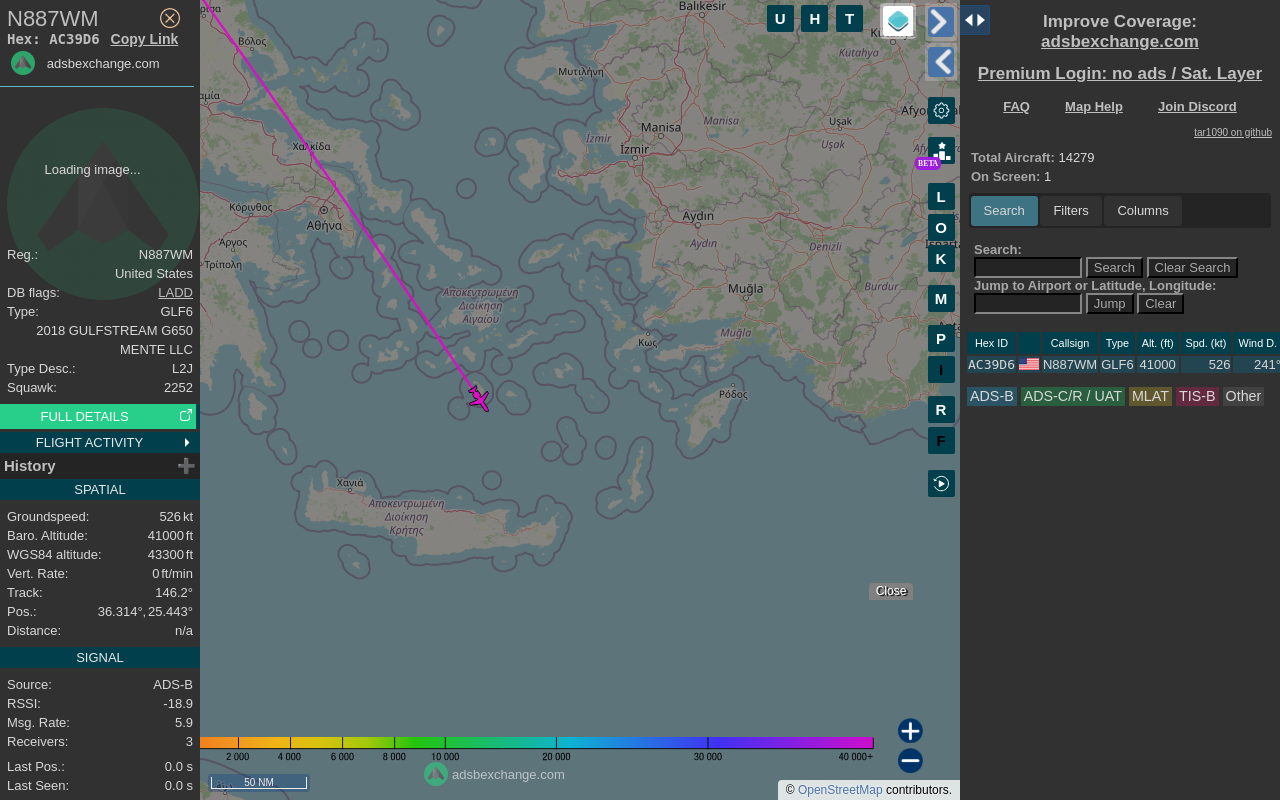 N887WM
Hex: AC39D6 Copy Link
adsbexchange.com
Loading image...
Reg.: N887WM
United States
DB flags: LADD
Type: GLF6
2018 GULFSTREAM G650
MENTE LLC
Type Desc.: L2J
Squawk: 2252
FULL DETAILS
FLIGHT ACTIVITY
History
SPATIAL
Groundspeed: 526 kt
Baro. Altitude: 41000 ft
WGS84 altitude: 43300 ft
Vert. Rate: 0 ft/min
Track: 146.2°
Pos.: 36.314°, 25.443°
Distance: n/a
SIGNAL
Source: ADS-B
RSSI: -18.9
Msg. Rate: 5.9
Receivers: 3
Last Pos.: 0.0 s
Last Seen: 0.0 s
Βόλος
Μυτιλήνη
Χαλκίδα
Κόρινθος
Αθήνα
Άργος
Τρίπολη
Αποκεντρωμένη
Διοίκηση
Αιγαίου
Χανιά
Αποκεντρωμένη
Διοίκηση
Κρήτης
Κως
Ρόδος
Balıkesir
Kütahya
Manisa
Manisa
Uşak
Uşak
İzmir
İzmir
Aydın
Aydın
Denizli
Muğla
Muğla
Burdur
U H T
BETA
L
O
K
M
P
I
R
F
Close
2 000 4 000 6 000 8 000 10 000 20 000 30 000 40 000+
50 NM
adsbexchange.com
© OpenStreetMap contributors.
Improve Coverage:
adsbexchange.com
Premium Login: no ads / Sat. Layer
FAQ Map Help Join Discord
tar1090 on github
Total Aircraft: 14279
On Screen: 1
Search Filters Columns
Search:
Search Clear Search
Jump to Airport or Latitude, Longitude:
Jump Clear
Hex ID Callsign Type Alt. (ft) Spd. (kt) Wind D.
AC39D6 N887WM GLF6 41000 526 241°
ADS-B ADS-C/R / UAT MLAT TIS-B Other